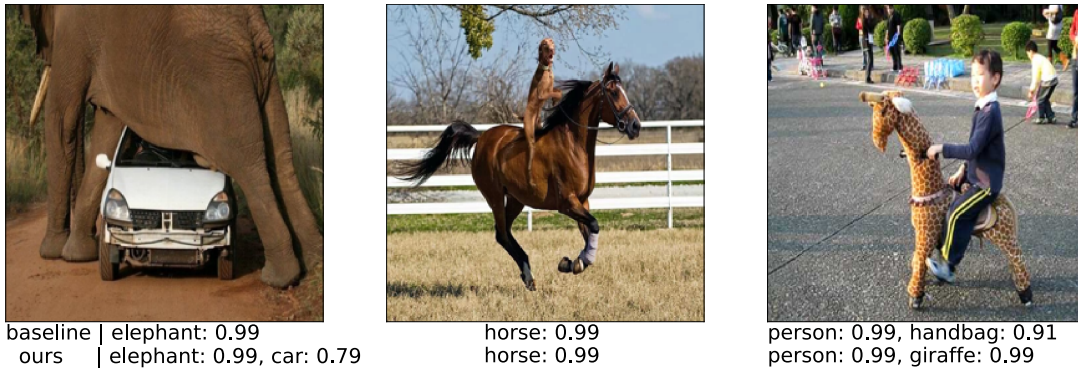 baseline | elephant: 0.99
ours | elephant: 0.99, car: 0.79
horse: 0.99
horse: 0.99
person: 0.99, handbag: 0.91
person: 0.99, giraffe: 0.99